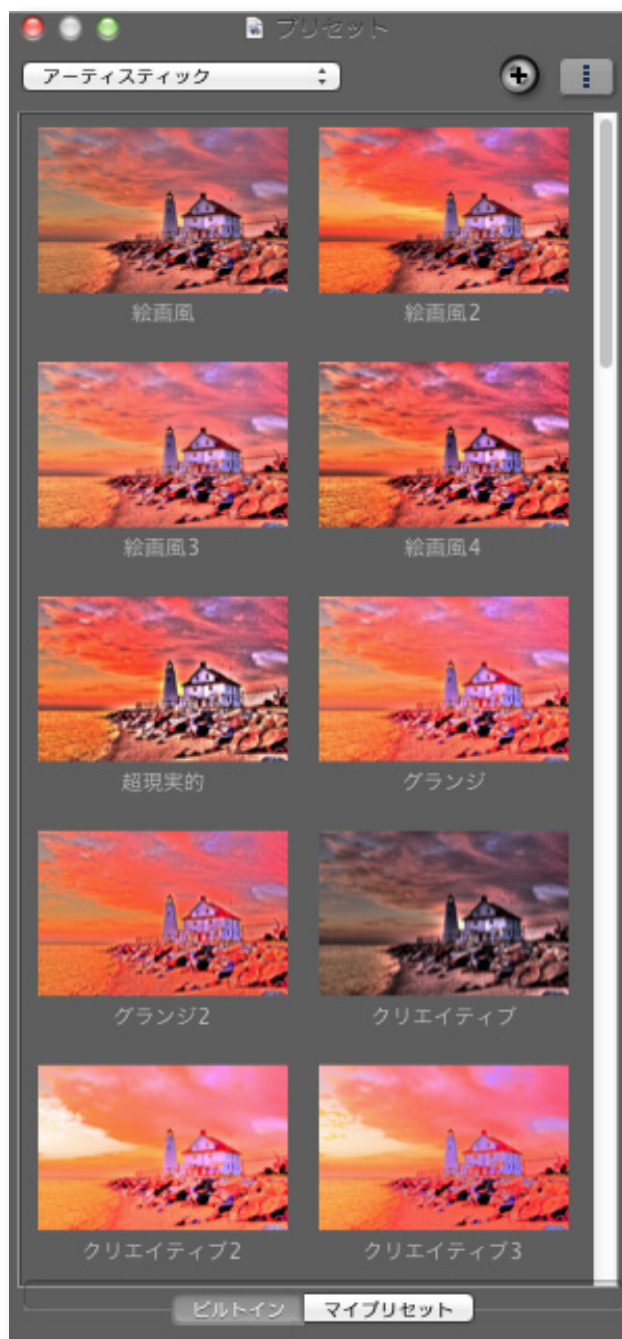 プリセット
アーティスティック
絵画風
絵画風2
絵画風3
絵画風4
超現実的
グランジ
グランジ2
クリエイティブ
クリエイティブ2
クリエイティブ3
ビルトイン
マイプリセット